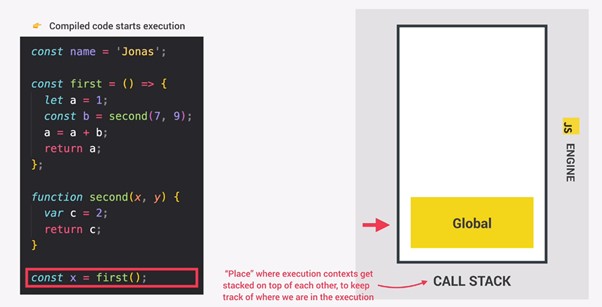 👉 Compiled code starts execution
const name = 'Jonas';
const first = () => {
let a = 1;
const b = second(7, 9);
a = a + b;
return a;
};
function second(x, y) {
var c = 2;
return c;
}
const x = first();
Global
JS
ENGINE
CALL STACK
“Place” where execution contexts get
stacked on top of each other, to keep
track of where we are in the execution